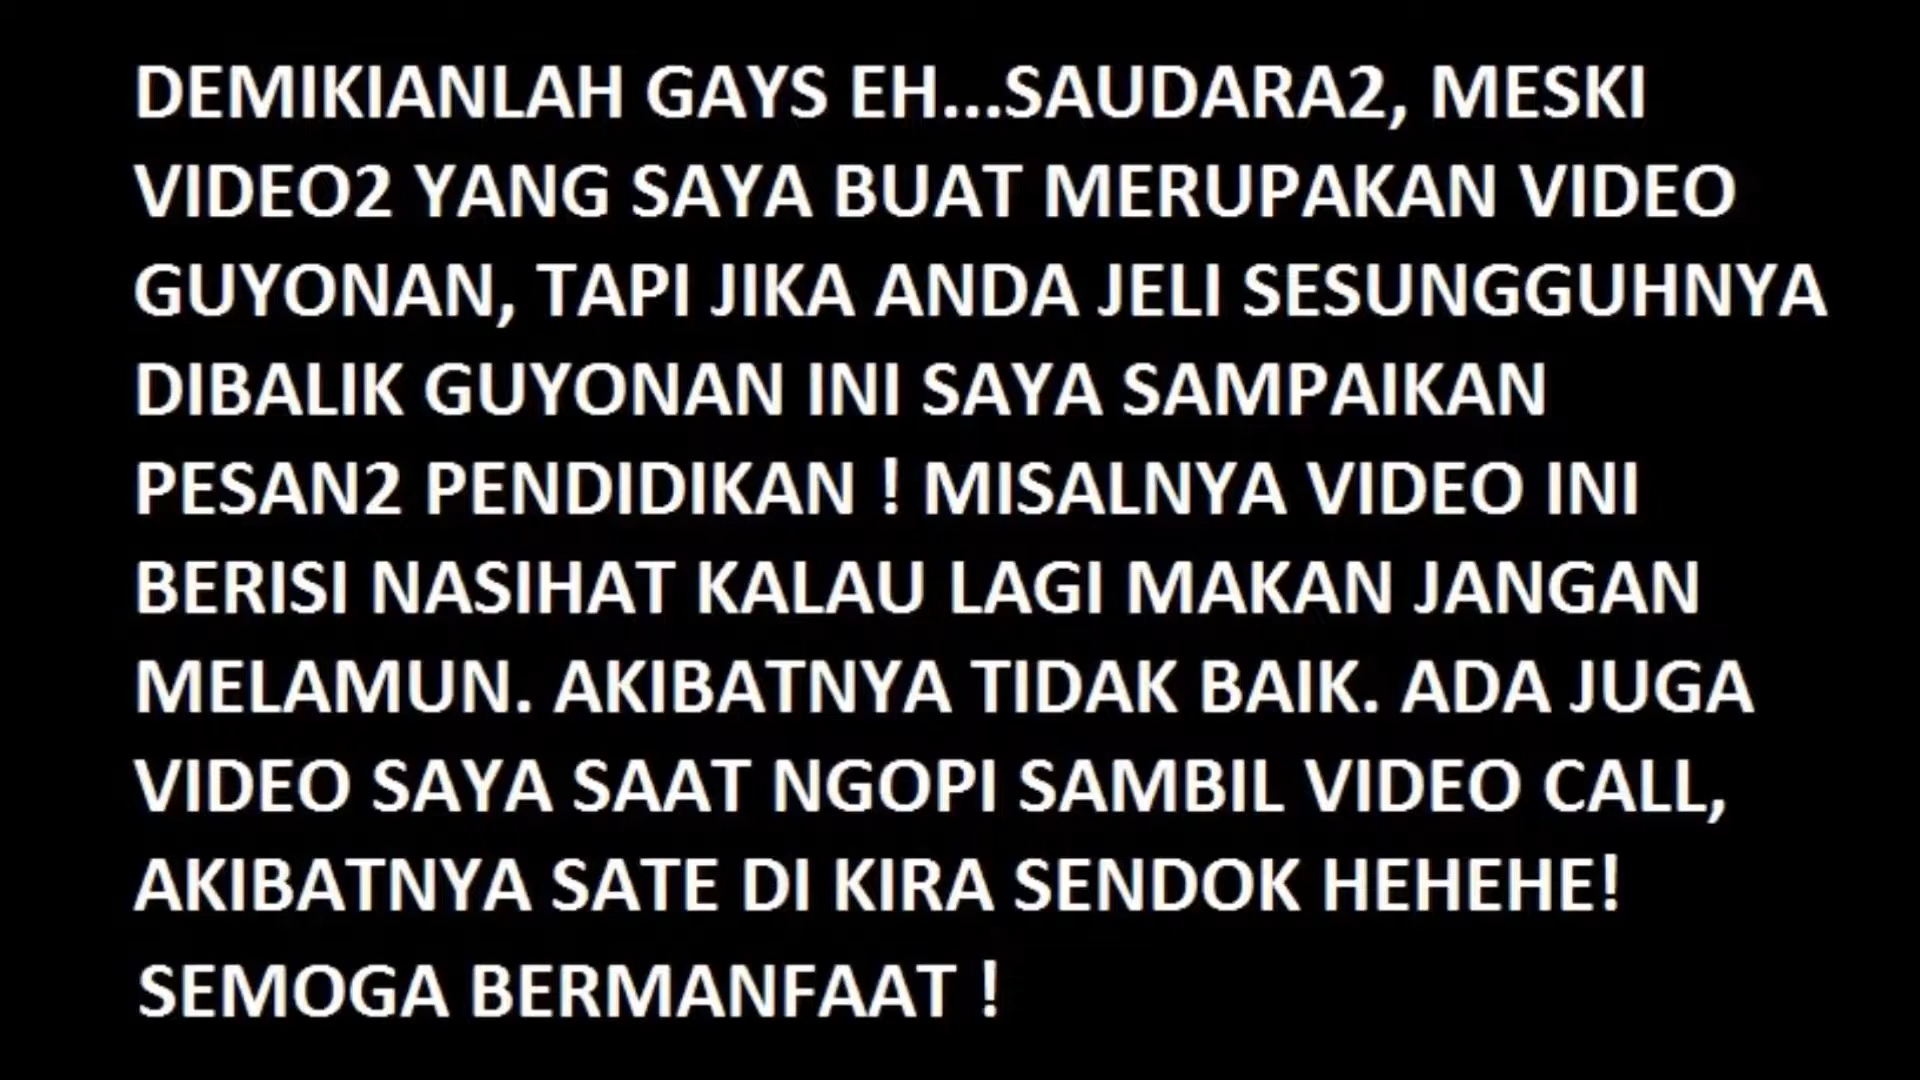 DEMIKIANLAH GAYS EH...SAUDARA2, MESKI
VIDEO2 YANG SAYA BUAT MERUPAKAN VIDEO
GUYONAN, TAPI JIKA ANDA JELI SESUNGGUHNYA
DIBALIK GUYONAN INI SAYA SAMPAIKAN
PESAN2 PENDIDIKAN ! MISALNYA VIDEO INI
BERISI NASIHAT KALAU LAGI MAKAN JANGAN
MELAMUN. AKIBATNYA TIDAK BAIK. ADA JUGA
VIDEO SAYA SAAT NGOPI SAMBIL VIDEO CALL,
AKIBATNYA SATE DI KIRA SENDOK HEHEHE!
SEMOGA BERMANFAAT !